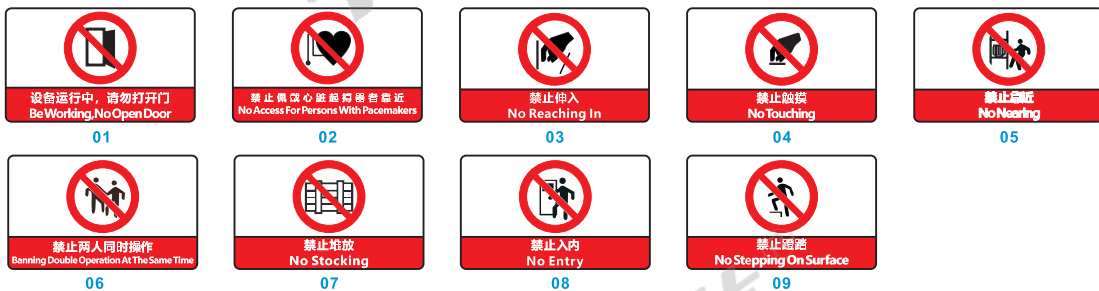 设备运行中，请勿打开门
Be Working,No Open Door
01
禁止佩戴心脏起搏器者靠近
No Access For Persons With Pacemakers
02
禁止伸入
No Reaching In
03
禁止触摸
No Touching
04
禁止靠近
No Nearing
05
禁止两人同时操作
Banning Double Operation At The Same Time
06
禁止堆放
No Stocking
07
禁止入内
No Entry
08
禁止蹬踏
No Stepping On Surface
09